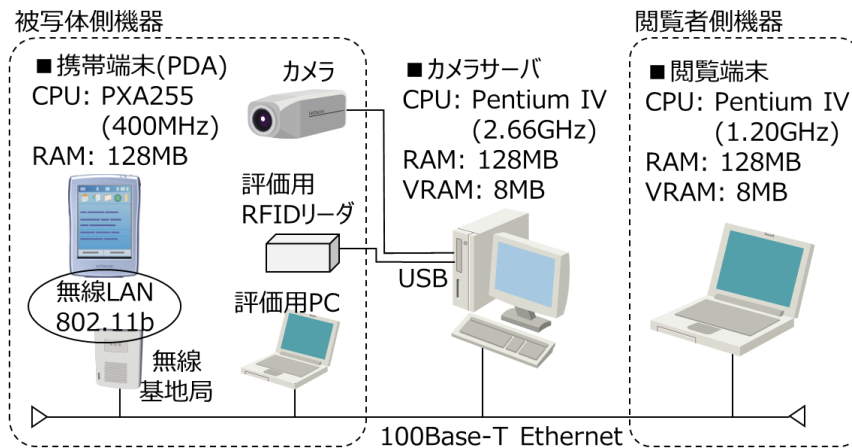 被写体側機器
■携帯端末(PDA)
CPU: PXA255
(400MHz)
RAM: 128MB
無線LAN
802.11b
無線
基地局
カメラ
評価用
RFIDリーダ
評価用PC
■カメラサーバ
CPU: Pentium IV
(2.66GHz)
RAM: 128MB
VRAM: 8MB
USB
閲覧者側機器
■閲覧端末
CPU: Pentium IV
(1.20GHz)
RAM: 128MB
VRAM: 8MB
100Base-T Ethernet